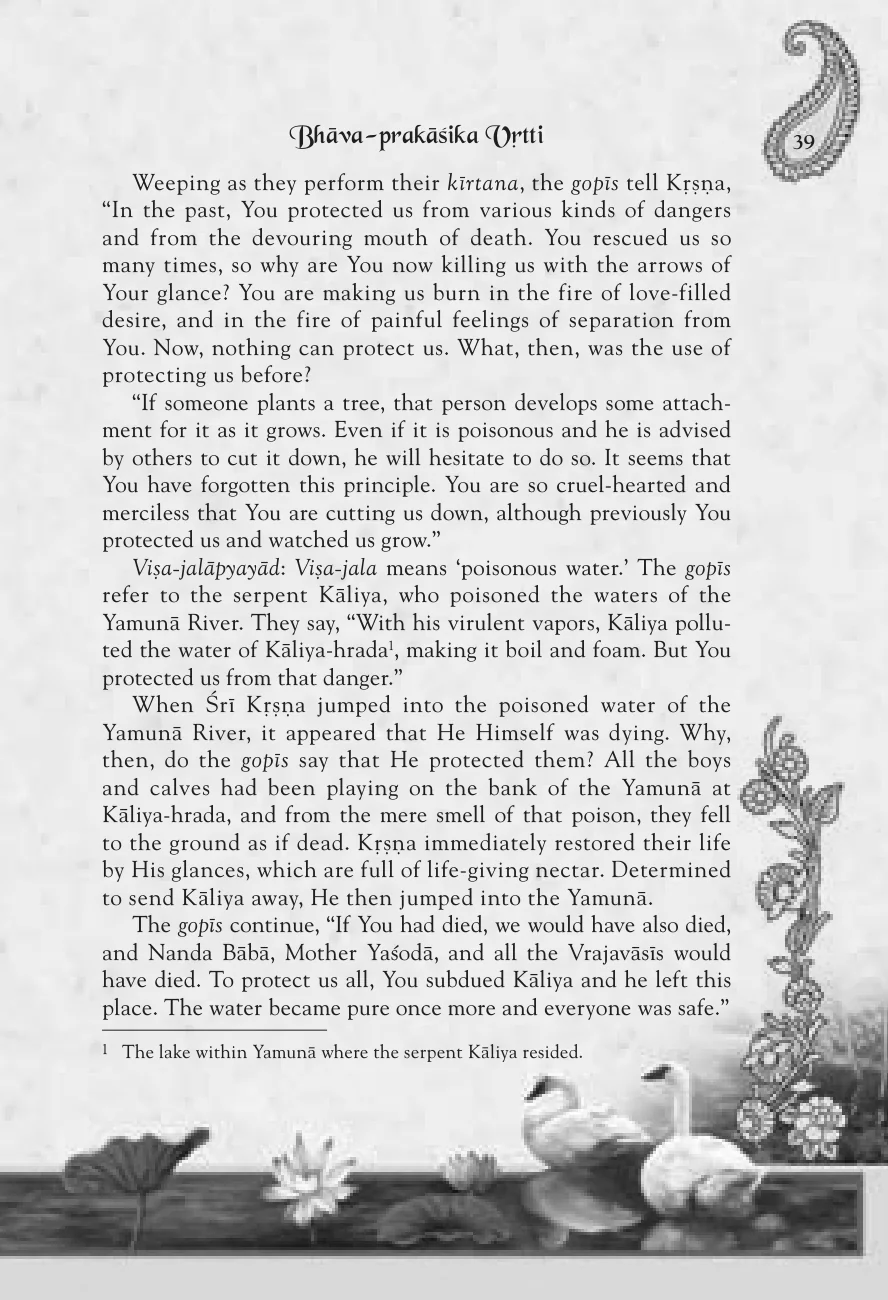 39
Bhāva-prakāśika Vṛtti
Weeping as they perform their kīrtana, the gopīs tell Kṛṣṇa,
“In the past, You protected us from various kinds of dangers
and from the devouring mouth of death. You rescued us so
many times, so why are You now killing us with the arrows of
Your glance? You are making us burn in the fire of love-filled
desire, and in the fire of painful feelings of separation from
You. Now, nothing can protect us. What, then, was the use of
protecting us before?
“If someone plants a tree, that person develops some attach-
ment for it as it grows. Even if it is poisonous and he is advised
by others to cut it down, he will hesitate to do so. It seems that
You have forgotten this principle. You are so cruel-hearted and
merciless that You are cutting us down, although previously You
protected us and watched us grow.”
Viṣa-jalāpyayād: Viṣa-jala means ‘poisonous water.’ The gopīs
refer to the serpent Kāliya, who poisoned the waters of the
Yamunā River. They say, “With his virulent vapors, Kāliya pollu-
ted the water of Kāliya-hrada¹, making it boil and foam. But You
protected us from that danger.”
When Śrī Kṛṣṇa jumped into the poisoned water of the
Yamunā River, it appeared that He Himself was dying. Why,
then, do the gopīs say that He protected them? All the boys
and calves had been playing on the bank of the Yamunā at
Kāliya-hrada, and from the mere smell of that poison, they fell
to the ground as if dead. Kṛṣṇa immediately restored their life
by His glances, which are full of life-giving nectar. Determined
to send Kāliya away, He then jumped into the Yamunā.
The gopīs continue, “If You had died, we would have also died,
and Nanda Bābā, Mother Yaśodā, and all the Vrajavāsīs would
have died. To protect us all, You subdued Kāliya and he left this
place. The water became pure once more and everyone was safe.”
¹ The lake within Yamunā where the serpent Kāliya resided.